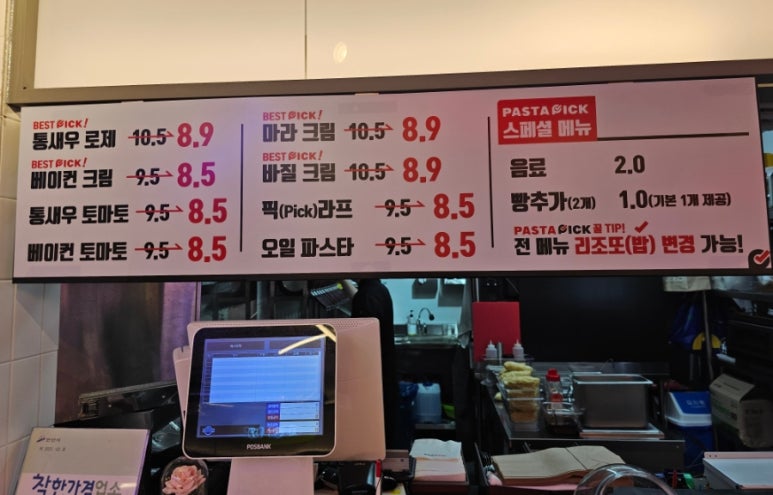 BEST PICK!
통새우 로제 10.5 8.9
BEST PICK!
베이컨 크림 9.5 8.5
통새우 토마토 9.5 8.5
베이컨 토마토 9.5 8.5
BEST PICK!
마라 크림 10.5 8.9
BEST PICK!
바질 크림 10.5 8.9
픽(Pick)라프 9.5 8.5
오일 파스타 9.5 8.5
PASTA PICK
스페셜 메뉴
음료 2.0
빵추가(2개) 1.0(기본 1개 제공)
PASTA PICK 꿀 TIP!
전 메뉴 리조또(밥) 변경 가능!
POSBANK
착한가격업소